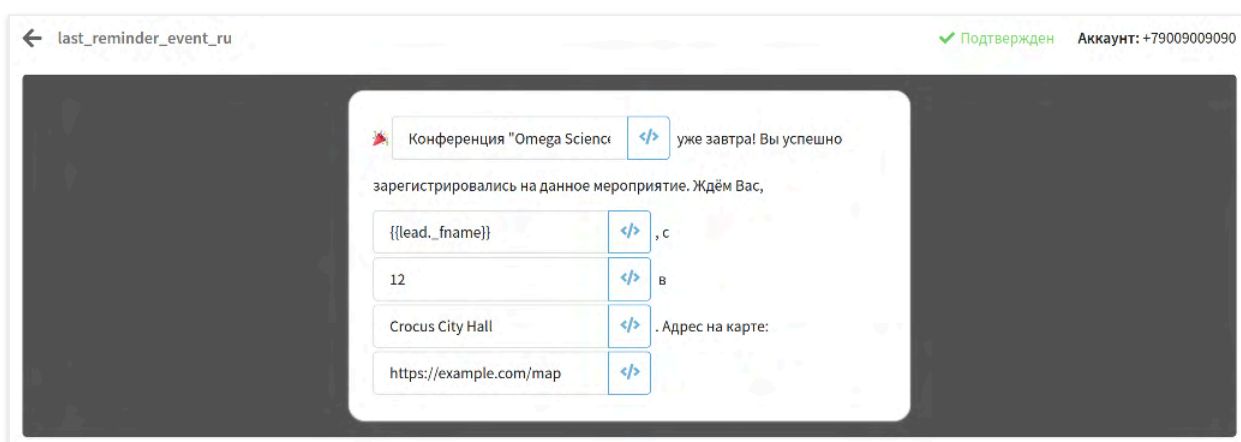 last_reminder_event_ru Подтвержден Аккаунт: +79009009090
Конференция "Omega Science </> уже завтра! Вы успешно
зарегистрировались на данное мероприятие. Ждём Вас,
{{lead._fname}} </> , с
12 </> в
Crocus City Hall </> . Адрес на карте:
https://example.com/map </>